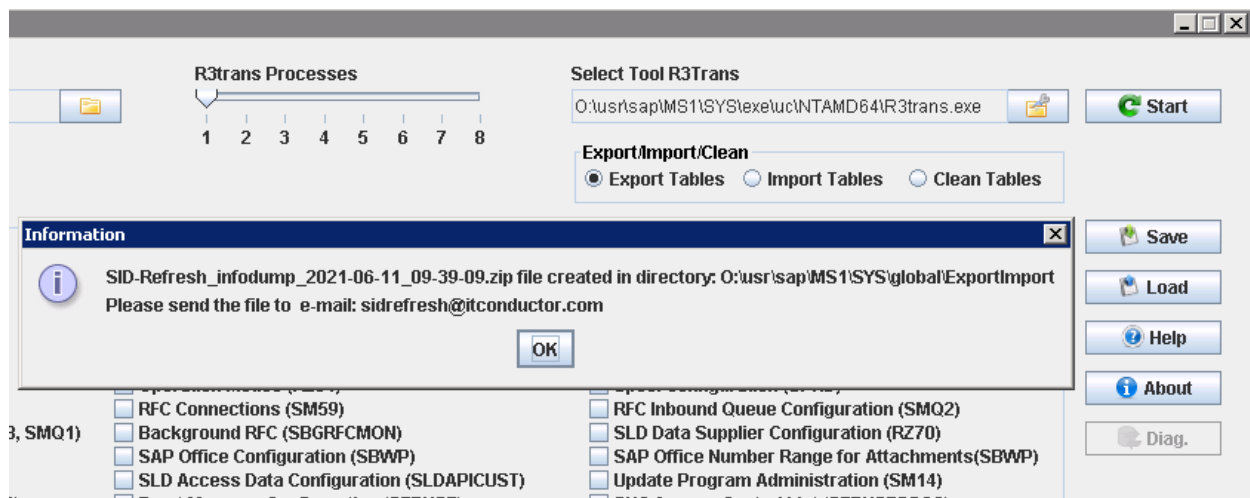 R3trans Processes
1 2 3 4 5 6 7 8
Select Tool R3Trans
O:\usr\sap\MS1\SYS\exe\uc\NTAMD64\R3trans.exe
Start
Export/Import/Clean
Export Tables Import Tables Clean Tables
Information
SID-Refresh_infodump_2021-06-11_09-39-09.zip file created in directory: O:\usr\sap\MS1\SYS\global\ExportImport
Please send the file to e-mail: sidrefresh@itconductor.com
OK
Save
Load
Help
About
Diag.
RFC Connections (SM59)
RFC Inbound Queue Configuration (SMQ2)
, SMQ1)
Background RFC (SBGRFCMON)
SLD Data Supplier Configuration (RZ70)
SAP Office Configuration (SBWP)
SAP Office Number Range for Attachments(SBWP)
SLD Access Data Configuration (SLDAPICUST)
Update Program Administration (SM14)